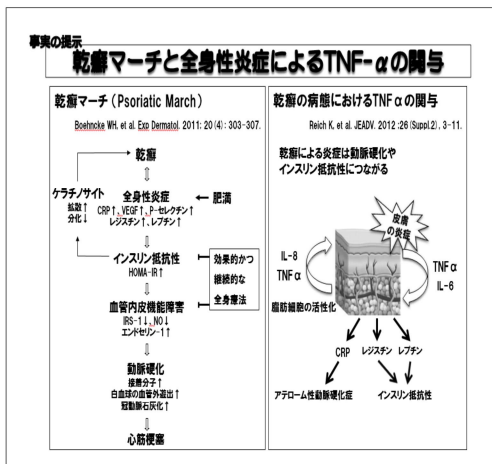 事実の提示
乾癬マーチと全身性炎症によるTNF-αの関与
乾癬マーチ（Psoriatic March）
Boehncke WH, et al. Exp Dermatol. 2011: 20(4): 303-307.
乾癬
ケラチノサイト
拡散↑
分化↓
全身性炎症
CRP↑、VEGF↑、P-セレクチン↑
レジスチン↑、レプチン↑
肥満
インスリン抵抗性
HOMA-IR↑
血管内皮機能障害
IRS-1↓、NO↓
エンドセリン-1↑
効果的かつ
継続的な
全身療法
動脈硬化
接着分子↑
白血球の血管外遊出↑
冠動脈石灰化↑
心筋梗塞
乾癬の病態におけるTNFαの関与
Reich K, et al. JEADV. 2012 :26 (Suppl.2), 3-11.
乾癬による炎症は動脈硬化や
インスリン抵抗性につながる
皮膚
の炎症
IL-8
TNFα
TNFα
IL-6
脂肪細胞の活性化
CRP
レジスチン
レプチン
アテローム性動脈硬化症
インスリン抵抗性